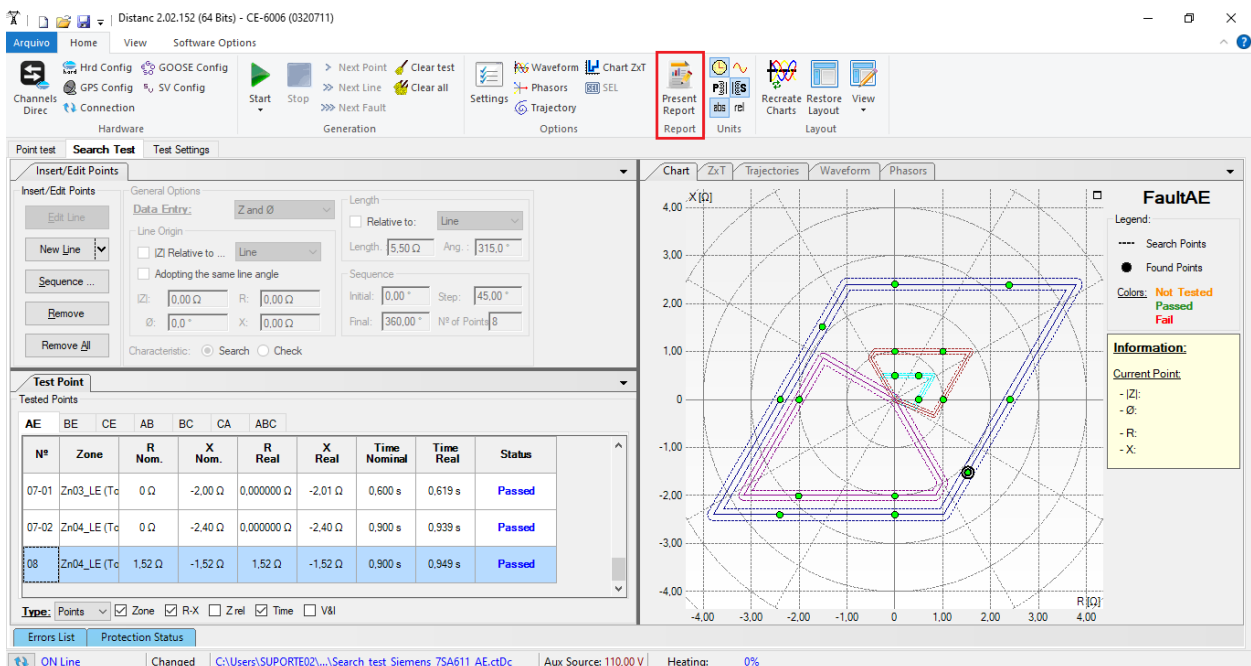 Distanc 2.02.152 (64 Bits) - CE-6006 (0320711)
Arquivo Home View Software Options
Channels Direc
Hrd Config GOOSE Config
GPS Config SV Config
Connection
Hardware
Start Stop
Next Point Clear test
Next Line Clear all
Next Fault
Generation
Settings
Waveform Chart ZxT
Phasors SEL
Trajectory
Options
Present Report
Report
abs rel
Units
Recreate Charts Restore Layout View
Layout
Point test Search Test Test Settings
Insert/Edit Points
Insert/Edit Points
Edit Line
New Line
Sequence ...
Remove
Remove All
General Options
Data Entry: Z and Ø
Line Origin
|Z| Relative to ... Line
Adopting the same line angle
|Z|: 0,00 Ω R: 0,00 Ω
Ø: 0,0 ° X: 0,00 Ω
Characteristic: Search Check
Length
Relative to: Line
Length. : 5,50 Ω Ang. : 315,0 °
Sequence
Initial: 0,00 ° Step: 45,00 °
Final: 360,00 ° Nº of Points 8
Test Point
Tested Points
AE BE CE AB BC CA ABC
Nº Zone R Nom. X Nom. R Real X Real Time Nominal Time Real Status
07-01 Zn03_LE (To 0 Ω -2,00 Ω 0,000000 Ω -2,01 Ω 0,600 s 0,619 s Passed
07-02 Zn04_LE (To 0 Ω -2,40 Ω 0,000000 Ω -2,40 Ω 0,900 s 0,939 s Passed
08 Zn04_LE (To 1,52 Ω -1,52 Ω 1,52 Ω -1,52 Ω 0,900 s 0,949 s Passed
Type: Points Zone R-X Z rel Time V&I
Chart ZxT Trajectories Waveform Phasors
X [Ω]
4,00
3,00
2,00
1,00
0
-1,00
-2,00
-3,00
-4,00
R [Ω]
-4,00 -3,00 -2,00 -1,00 0 1,00 2,00 3,00 4,00
FaultAE
Legend:
Search Points
Found Points
Colors: Not Tested
Passed
Fail
Information:
Current Point:
- |Z|:
- Ø:
- R:
- X:
Errors List Protection Status
ON Line Changed C:\Users\SUPORTE02\...\Search test Siemens 7SA611 AE.ctDc Aux Source: 110.00 V Heating: 0%